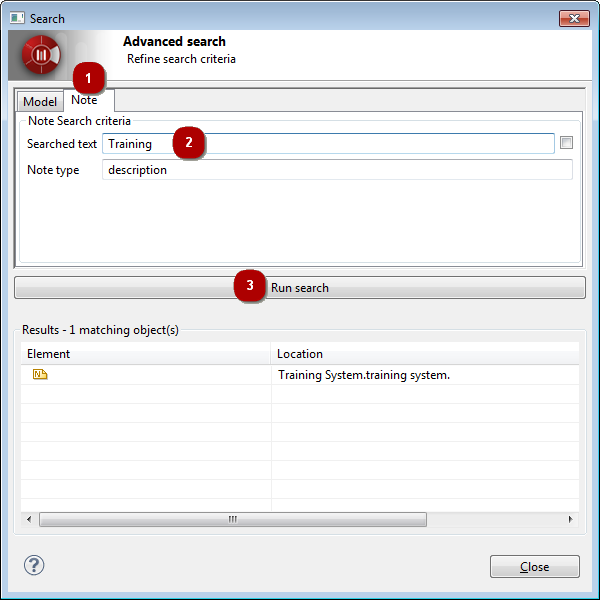 Search
Advanced search
Refine search criteria
1
Model Note
Note Search criteria
Searched text Training 2
Note type description
3 Run search
Results - 1 matching object(s)
Element Location
N Training System.training system.
?
Close